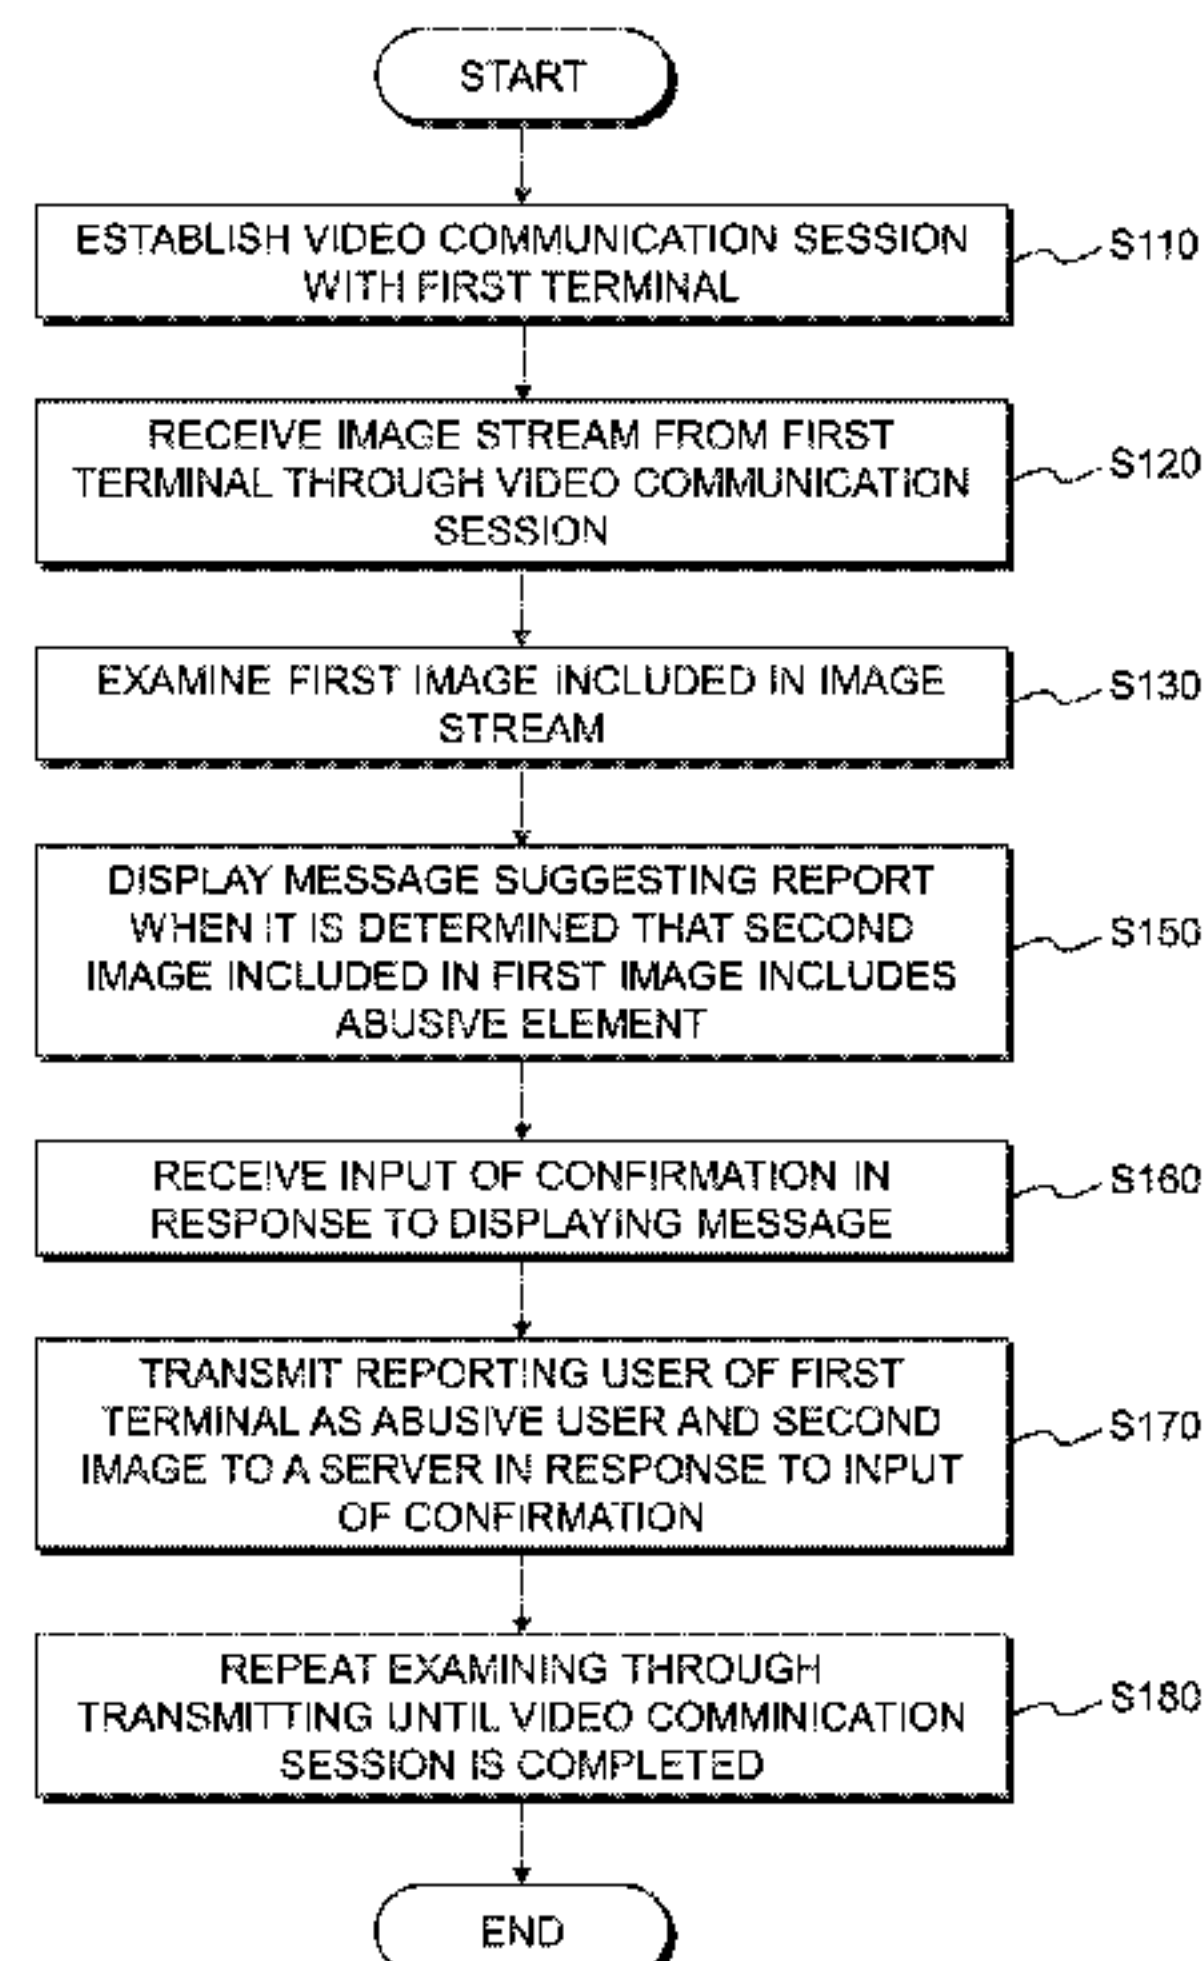 START
ESTABLISH VIDEO COMMUNICATION SESSION
WITH FIRST TERMINAL
S110
RECEIVE IMAGE STREAM FROM FIRST
TERMINAL THROUGH VIDEO COMMUNICATION
SESSION
S120
EXAMINE FIRST IMAGE INCLUDED IN IMAGE
STREAM
S130
DISPLAY MESSAGE SUGGESTING REPORT
WHEN IT IS DETERMINED THAT SECOND
IMAGE INCLUDED IN FIRST IMAGE INCLUDES
ABUSIVE ELEMENT
S150
RECEIVE INPUT OF CONFIRMATION IN
RESPONSE TO DISPLAYING MESSAGE
S160
TRANSMIT REPORTING USER OF FIRST
TERMINAL AS ABUSIVE USER AND SECOND
IMAGE TO A SERVER IN RESPONSE TO INPUT
OF CONFIRMATION
S170
REPEAT EXAMINING THROUGH
TRANSMITTING UNTIL VIDEO COMMINICATION
SESSION IS COMPLETED
S180
END